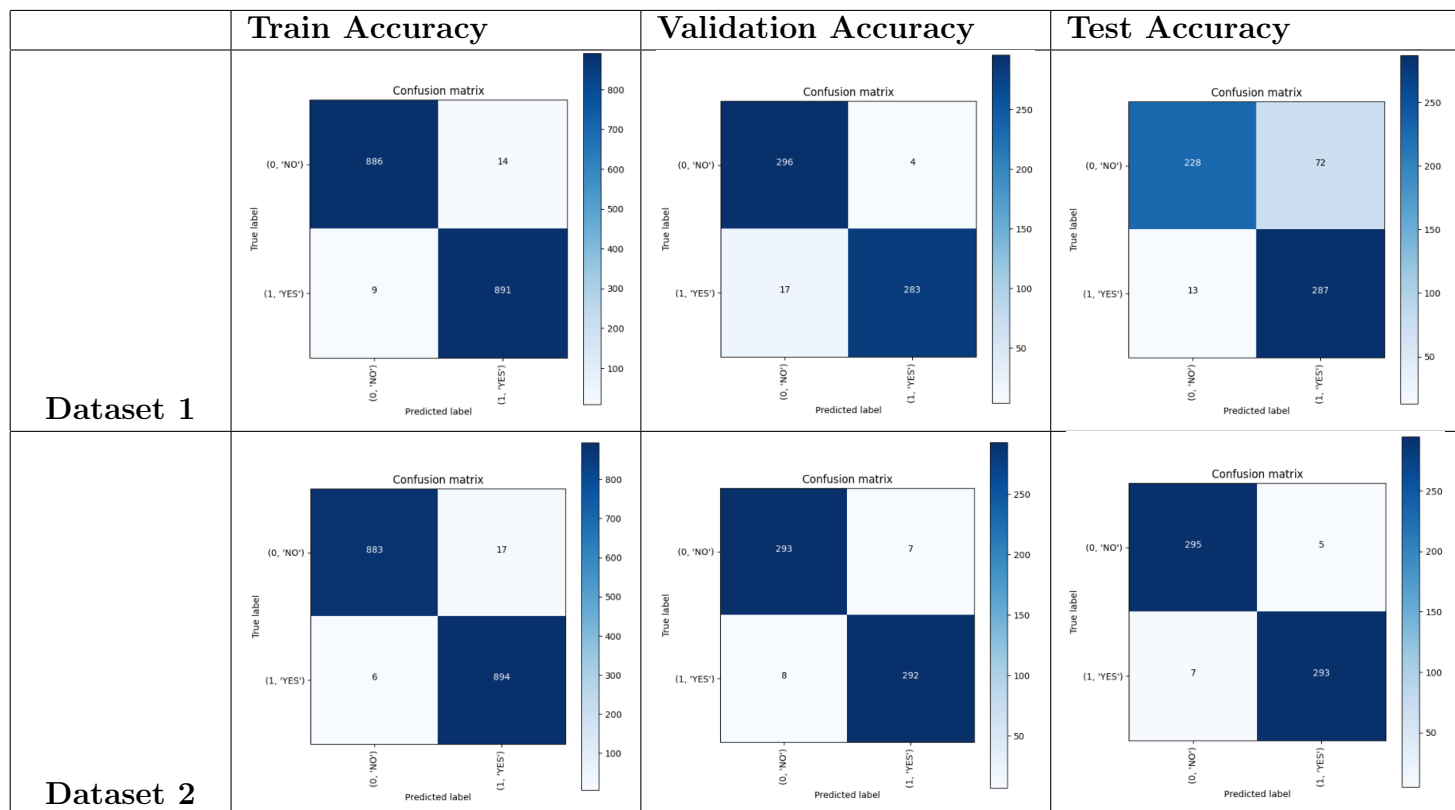 Train Accuracy Validation Accuracy Test Accuracy
Confusion matrix
800
700
600
500
400
300
200
100
(0, 'NO')
886 14
True label
(1, 'YES')
9 891
(0, 'NO')
(1, 'YES')
Predicted label
Confusion matrix
250
200
150
100
50
(0, 'NO')
296 4
True label
(1, 'YES')
17 283
(0, 'NO')
(1, 'YES')
Predicted label
Confusion matrix
250
200
150
100
50
(0, 'NO')
228 72
True label
(1, 'YES')
13 287
(0, 'NO')
(1, 'YES')
Predicted label
Dataset 1
Confusion matrix
800
700
600
500
400
300
200
100
(0, 'NO')
883 17
True label
(1, 'YES')
6 894
(0, 'NO')
(1, 'YES')
Predicted label
Confusion matrix
250
200
150
100
50
(0, 'NO')
293 7
True label
(1, 'YES')
8 292
(0, 'NO')
(1, 'YES')
Predicted label
Confusion matrix
250
200
150
100
50
(0, 'NO')
295 5
True label
(1, 'YES')
7 293
(0, 'NO')
(1, 'YES')
Predicted label
Dataset 2